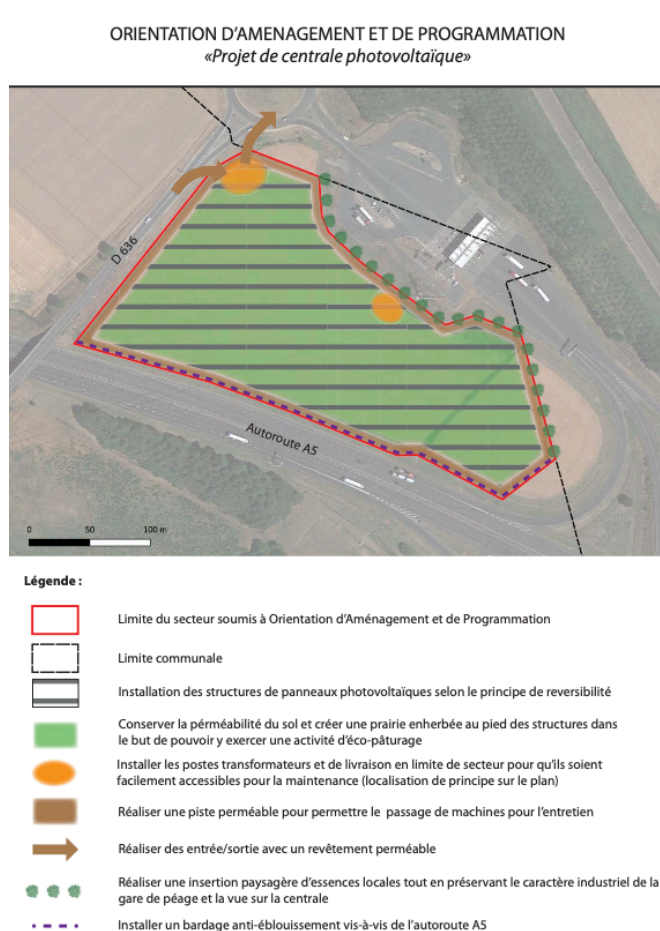 ORIENTATION D’AMENAGEMENT ET DE PROGRAMMATION
«Projet de centrale photovoltaïque»
D 636
Autoroute A5
0 50 100 m
Légende :
Limite du secteur soumis à Orientation d’Aménagement et de Programmation
Limite communale
Installation des structures de panneaux photovoltaïques selon le principe de reversibilité
Conserver la pérméabilité du sol et créer une prairie enherbée au pied des structures dans
le but de pouvoir y exercer une activité d’éco-pâturage
Installer les postes transformateurs et de livraison en limite de secteur pour qu’ils soient
facilement accessibles pour la maintenance (localisation de principe sur le plan)
Réaliser une piste perméable pour permettre le passage de machines pour l’entretien
Réaliser des entrée/sortie avec un revêtement perméable
Réaliser une insertion paysagère d’essences locales tout en préservant le caractère industriel de la
gare de péage et la vue sur la centrale
Installer un bardage anti-éblouissement vis-à-vis de l’autoroute A5